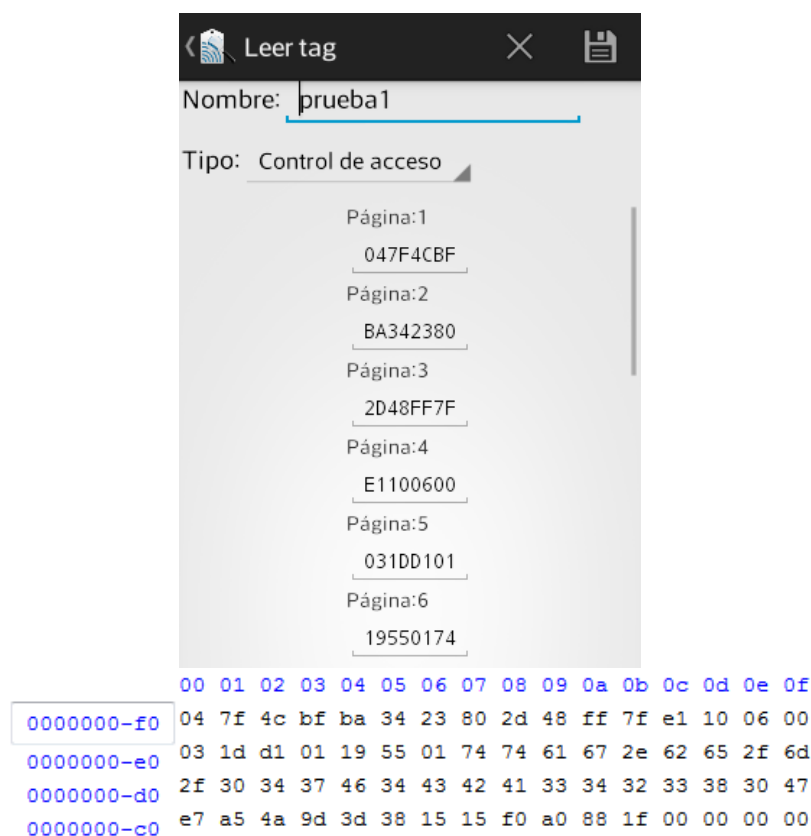 Leer tag
Nombre: prueba1
Tipo: Control de acceso
Página:1
047F4CBF
Página:2
BA342380
Página:3
2D48FF7F
Página:4
E1100600
Página:5
031DD101
Página:6
19550174
00 01 02 03 04 05 06 07 08 09 0a 0b 0c 0d 0e 0f
0000000-f0 04 7f 4c bf ba 34 23 80 2d 48 ff 7f e1 10 06 00
0000000-e0 03 1d d1 01 19 55 01 74 74 61 67 2e 62 65 2f 6d
0000000-d0 2f 30 34 37 46 34 43 42 41 33 34 32 33 38 30 47
0000000-c0 e7 a5 4a 9d 3d 38 15 15 f0 a0 88 1f 00 00 00 00